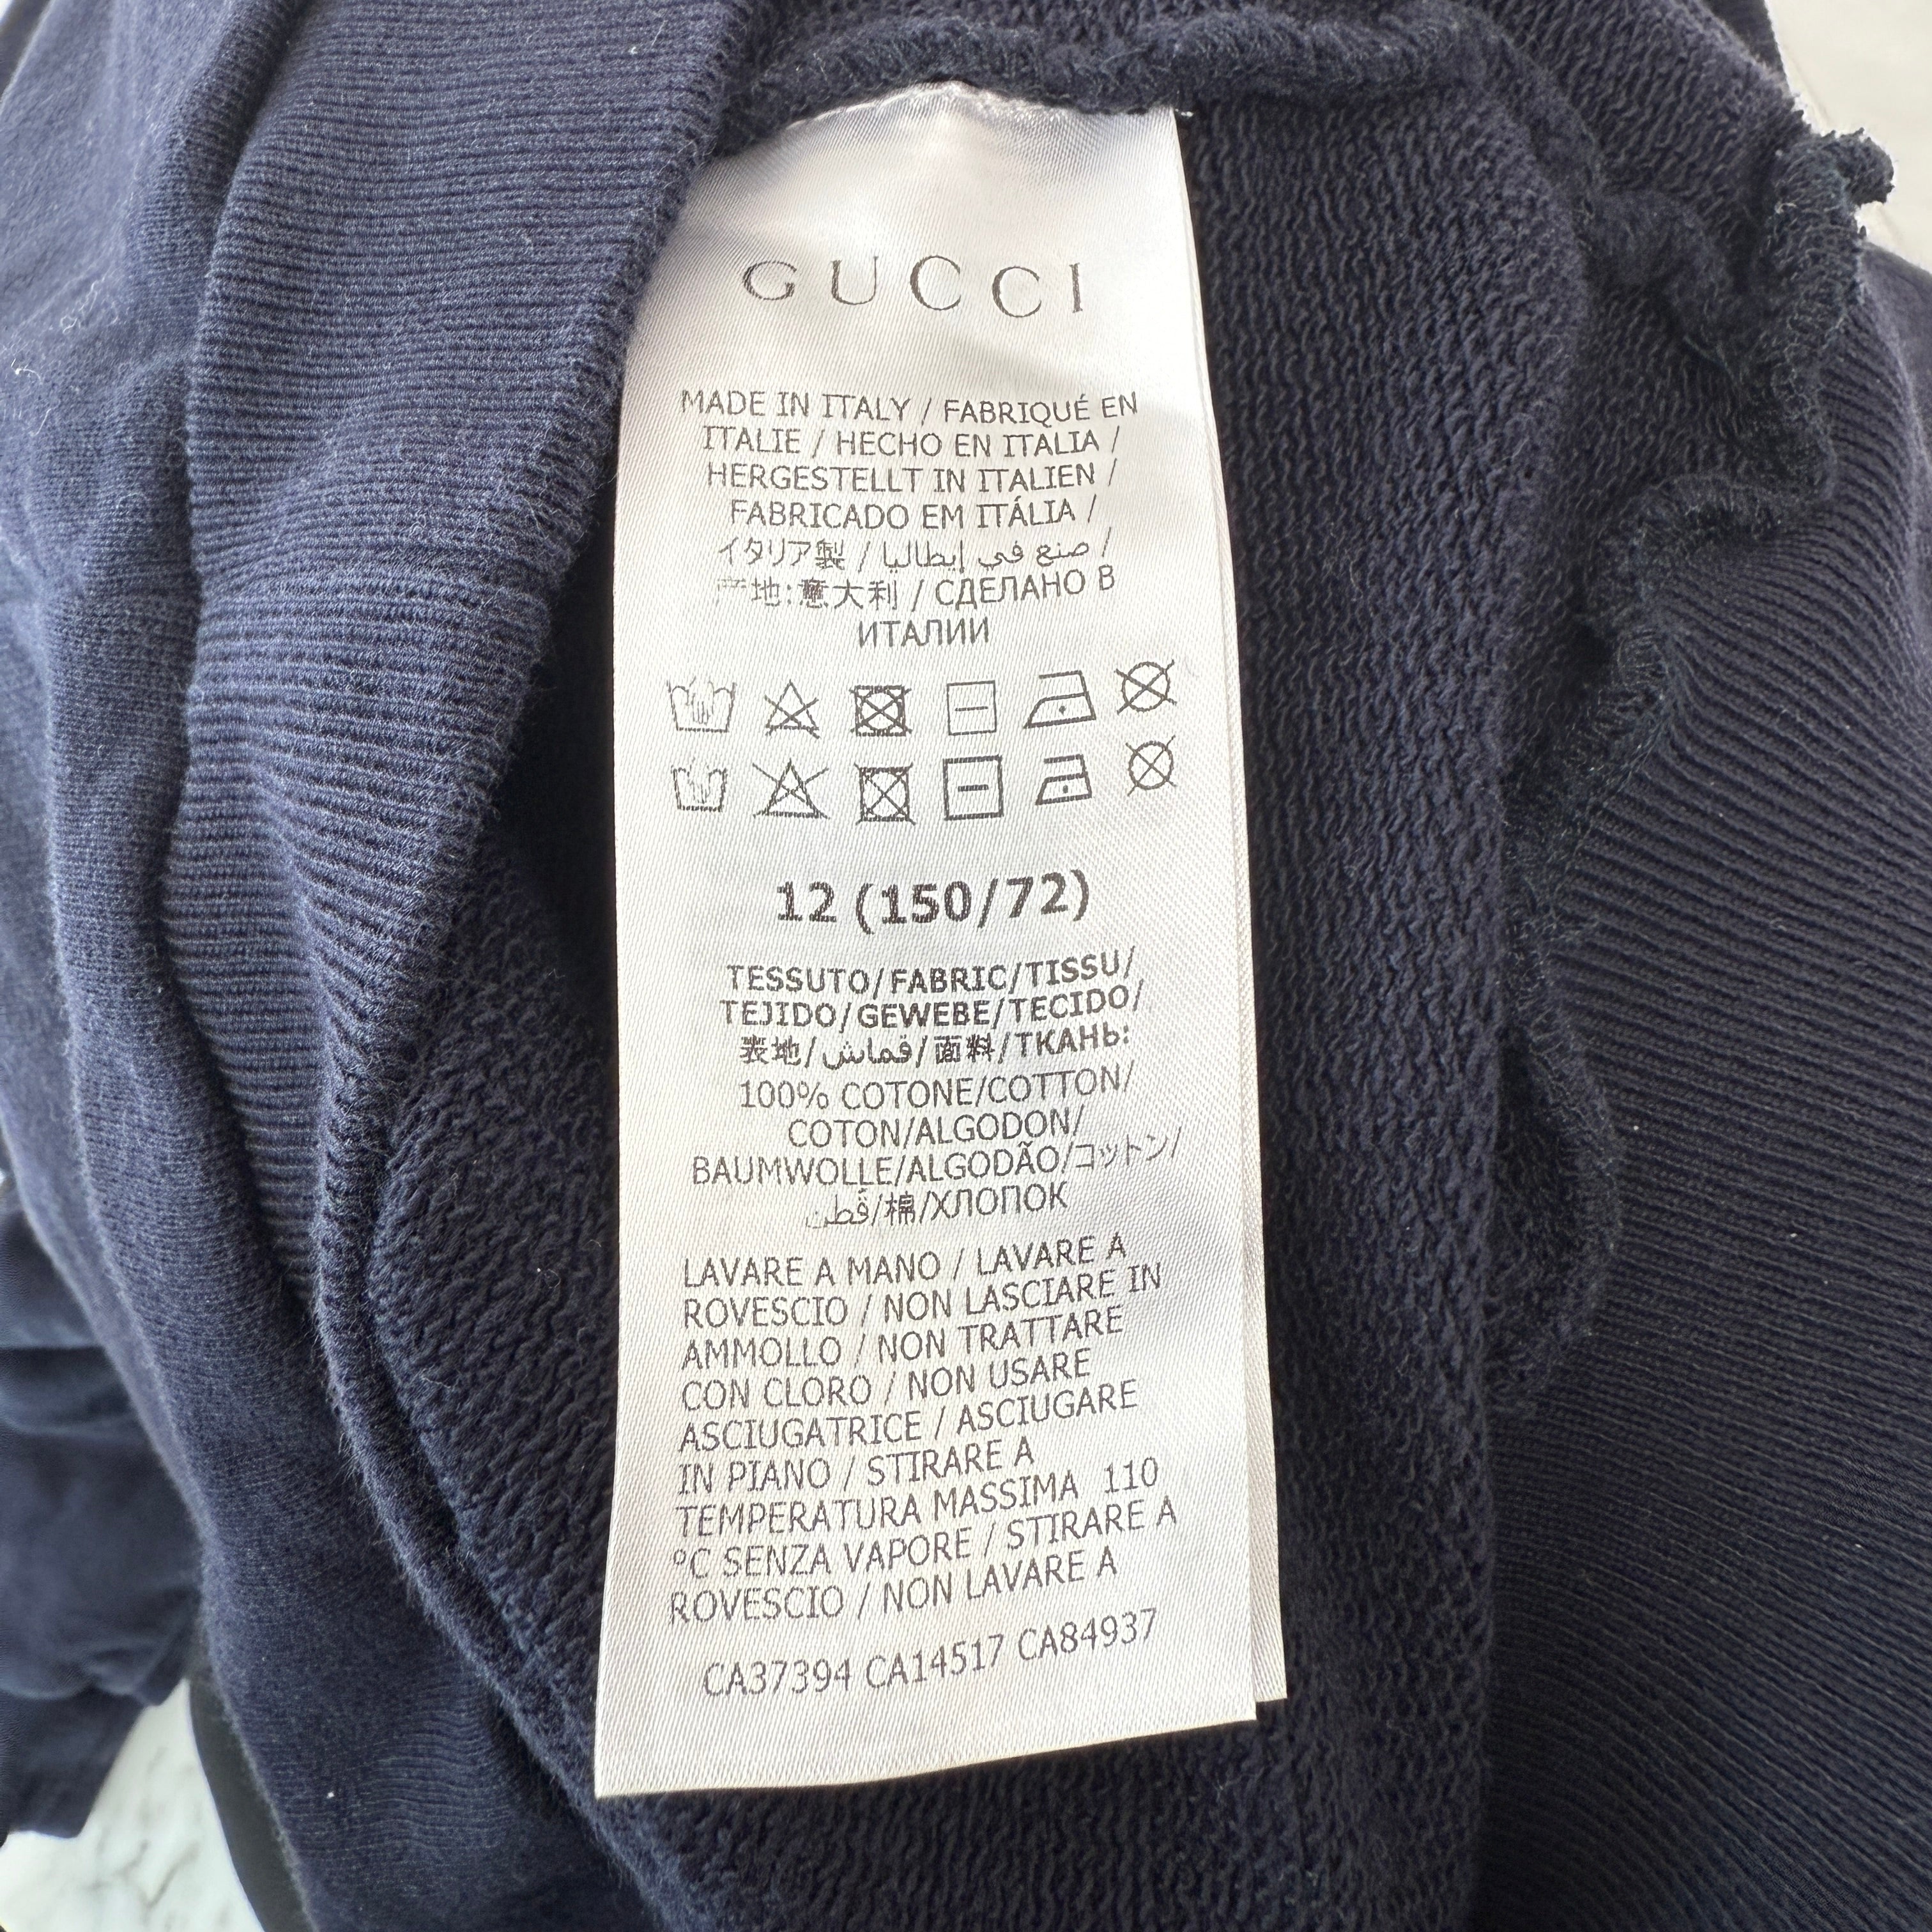 GUCCI
MADE IN ITALY / FABRIQUÉ EN
ITALIE / HECHO EN ITALIA /
HERGESTELLT IN ITALIEN /
FABRICADO EM ITÁLIA /
イタリア製 / صنع في إيطاليا /
产地:意大利 / СДЕЛАНО В
ИТАЛИИ
12 (150/72)
TESSUTO/FABRIC/TISSU/
TEJIDO/GEWEBE/TECIDO/
表地/قماش/面料/ТКАНЬ:
100% COTONE/COTTON/
COTON/ALGODON/
BAUMWOLLE/ALGODÃO/コットン/
قطن/棉/ХЛОПОК
LAVARE A MANO / LAVARE A
ROVESCIO / NON LASCIARE IN
AMMOLLO / NON TRATTARE
CON CLORO / NON USARE
ASCIUGATRICE / ASCIUGARE
IN PIANO / STIRARE A
TEMPERATURA MASSIMA 110
ºC SENZA VAPORE / STIRARE A
ROVESCIO / NON LAVARE A
CA37394 CA14517 CA84937